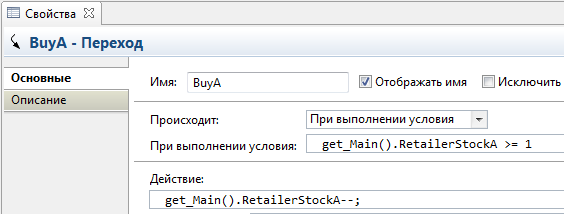 Свойства
BuyA - Переход
Основные
Описание
Имя: BuyA Отображать имя Исключить
Происходит: При выполнении условия
При выполнении условия: get_Main().RetailerStockA >= 1
Действие:
get_Main().RetailerStockA--;